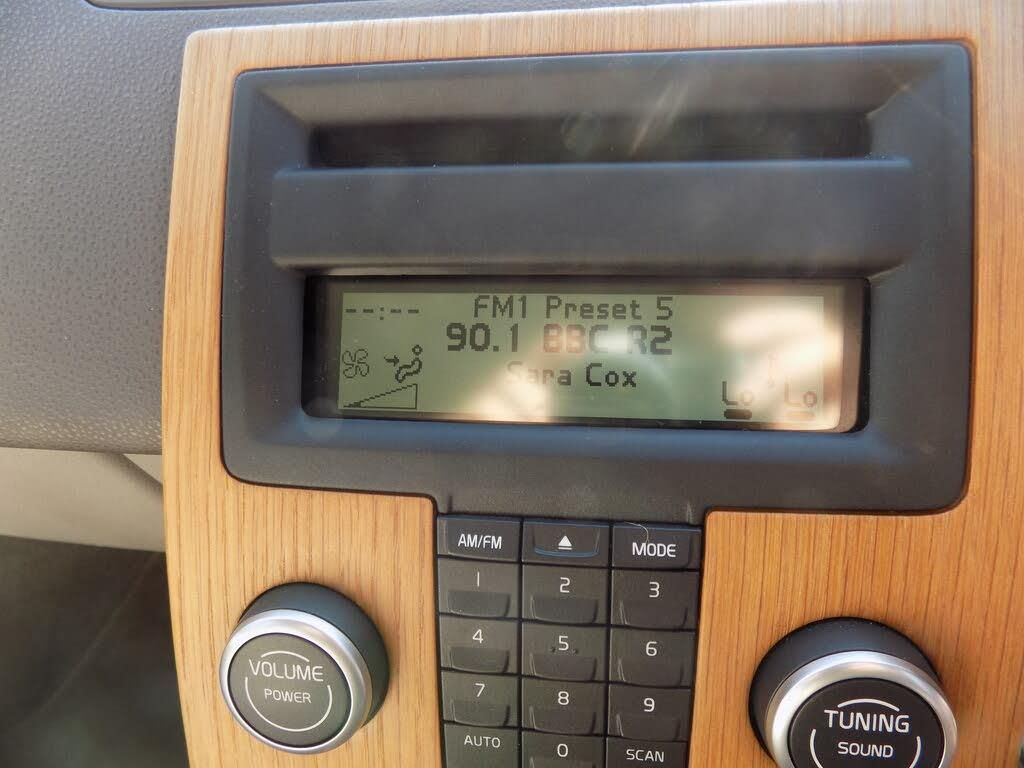 --:-- FM1 Preset 5
90.1 BBC R2
Sara Cox
Lo Lo
AM/FM MODE
1 2 3
4 5 6
7 8 9
AUTO 0 SCAN
VOLUME
POWER
TUNING
SOUND